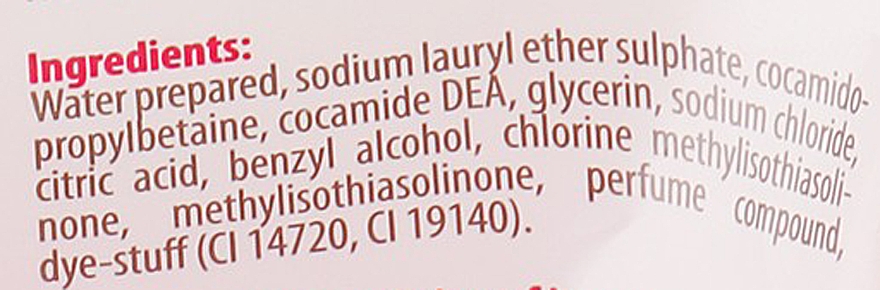 Ingredients:
Water prepared, sodium lauryl ether sulphate, cocamido-
propylbetaine, cocamide DEA, glycerin, sodium chloride,
citric acid, benzyl alcohol, chlorine methylisothiasoli-
none, methylisothiasolinone, perfume compound,
dye-stuff (CI 14720, CI 19140).